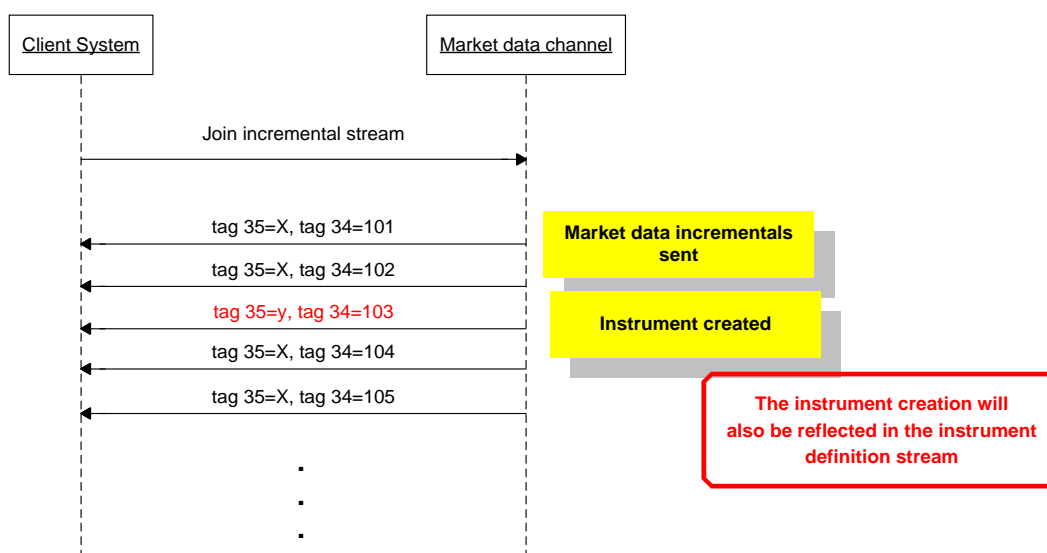 Client System
Market data channel
Join incremental stream
tag 35=X, tag 34=101
Market data incrementals
sent
tag 35=X, tag 34=102
tag 35=y, tag 34=103
Instrument created
tag 35=X, tag 34=104
tag 35=X, tag 34=105
The instrument creation will
also be reflected in the instrument
definition stream
.
.
.